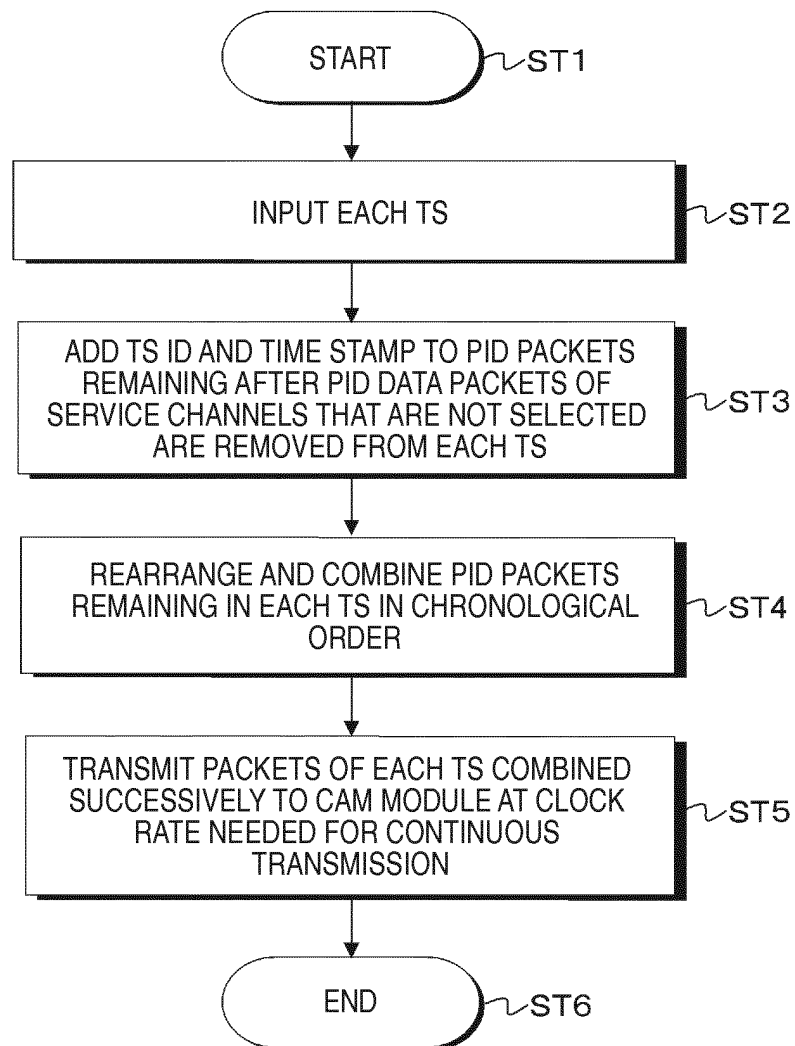 START
ST1
INPUT EACH TS
ST2
ADD TS ID AND TIME STAMP TO PID PACKETS
REMAINING AFTER PID DATA PACKETS OF
SERVICE CHANNELS THAT ARE NOT SELECTED
ARE REMOVED FROM EACH TS
ST3
REARRANGE AND COMBINE PID PACKETS
REMAINING IN EACH TS IN CHRONOLOGICAL
ORDER
ST4
TRANSMIT PACKETS OF EACH TS COMBINED
SUCCESSIVELY TO CAM MODULE AT CLOCK
RATE NEEDED FOR CONTINUOUS
TRANSMISSION
ST5
END
ST6